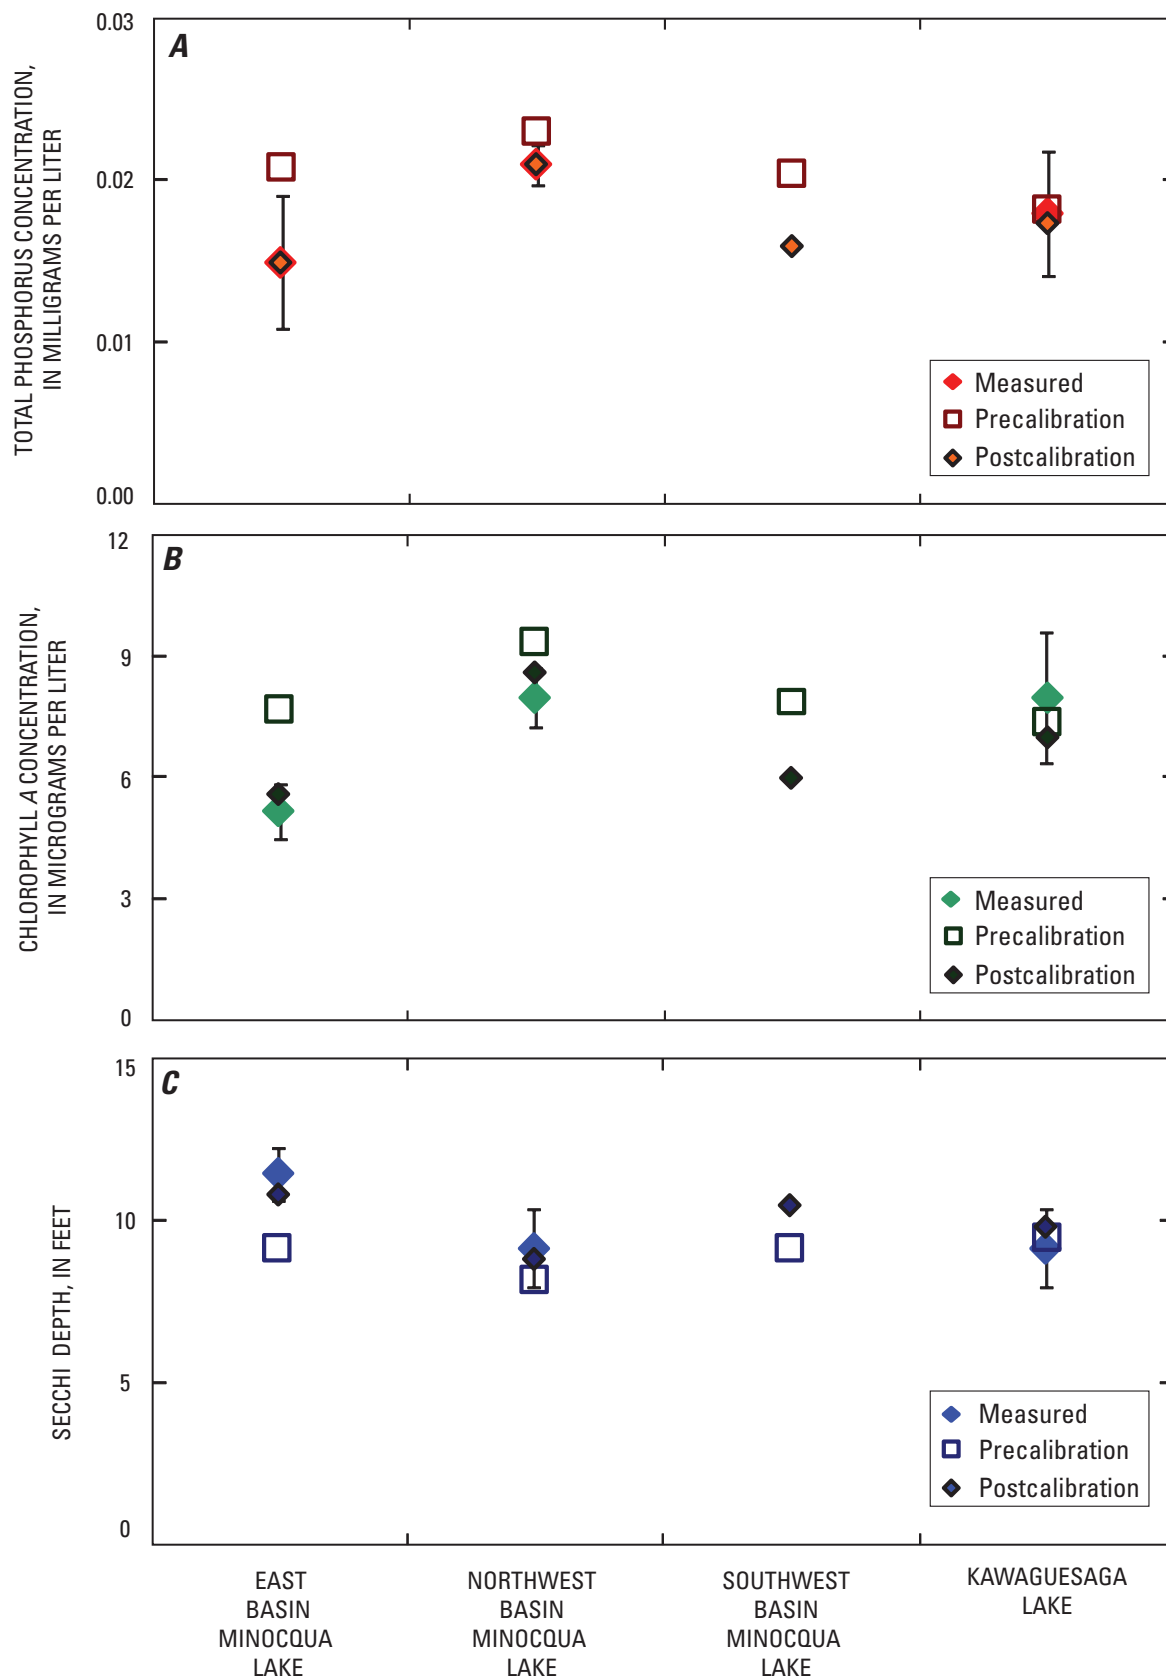 A
TOTAL PHOSPHORUS CONCENTRATION,
IN MILLIGRAMS PER LITER
0.03
0.02
0.01
0.00
Measured
Precalibration
Postcalibration
B
CHLOROPHYLL A CONCENTRATION,
IN MICROGRAMS PER LITER
12
9
6
3
0
Measured
Precalibration
Postcalibration
C
SECCHI DEPTH, IN FEET
15
10
5
0
Measured
Precalibration
Postcalibration
EAST
BASIN
MINOCQUA
LAKE
NORTHWEST
BASIN
MINOCQUA
LAKE
SOUTHWEST
BASIN
MINOCQUA
LAKE
KAWAGUESAGA
LAKE